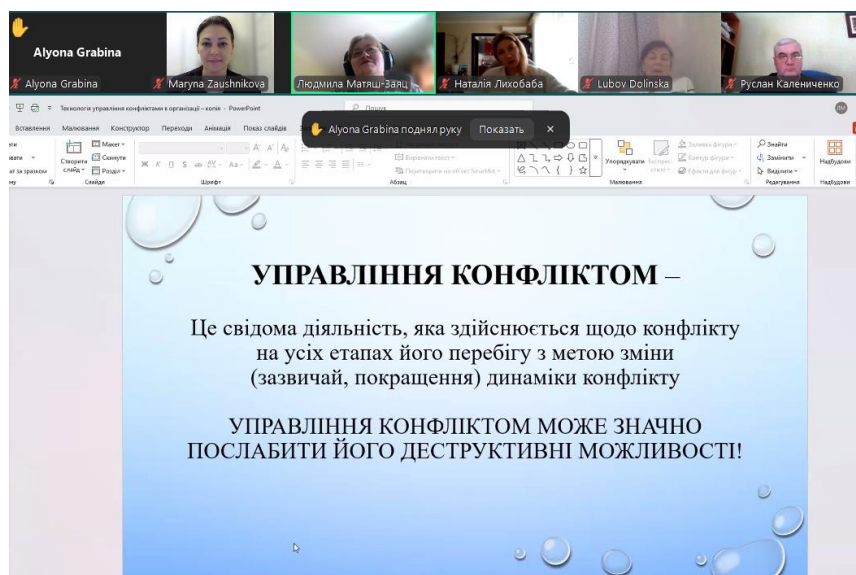 Alyona Grabina
Alyona Grabina
Maryna Zaushnikova
Людмила Матяш-Заяц
Наталія Лихобаба
Lubov Dolinska
Руслан Калениченко
Технологія управління конфліктами в організації – копія - PowerPoint
Пошук
Alyona Grabina поднял руку Показать
Вставлення Малювання Конструктор Переходи Анімація Показ слайдів
Макет
Скинути
Розділ
Створити слайд
Слайди
Шрифт
Абзац
Упорядкувати
Малювання
Знайти
Замінити
Виділити
Редагування
Надбудови
Надбудови
УПРАВЛІННЯ КОНФЛІКТОМ –
Це свідома діяльність, яка здійснюється щодо конфлікту
на усіх етапах його перебігу з метою зміни
(зазвичай, покращення) динаміки конфлікту
УПРАВЛІННЯ КОНФЛІКТОМ МОЖЕ ЗНАЧНО
ПОСЛАБИТИ ЙОГО ДЕСТРУКТИВНІ МОЖЛИВОСТІ!